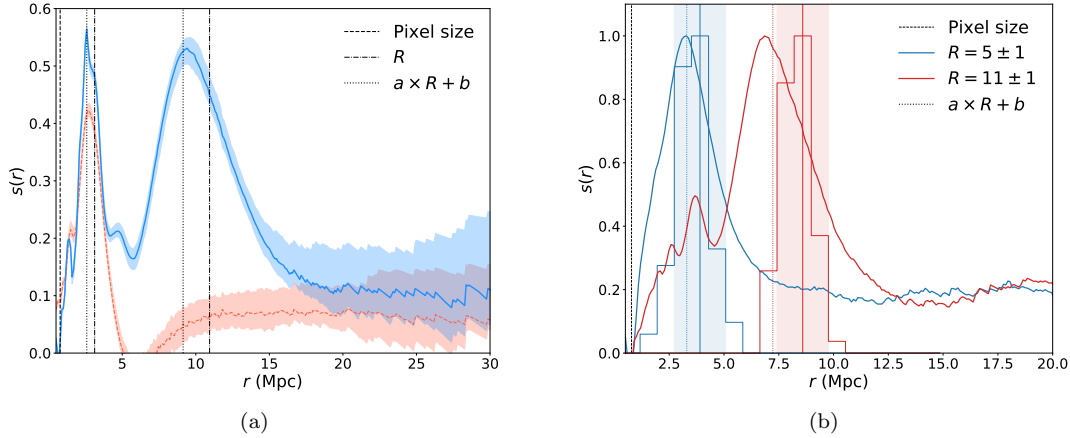 0.6
0.5
0.4
0.3
0.2
0.1
0.0
s(r)
5
10
15
20
25
30
r (Mpc)
Pixel size
R
a × R + b
(a)
1.0
0.8
0.6
0.4
0.2
0.0
s(r)
2.5
5.0
7.5
10.0
12.5
15.0
17.5
20.0
r (Mpc)
Pixel size
R = 5 ± 1
R = 11 ± 1
a × R + b
(b)